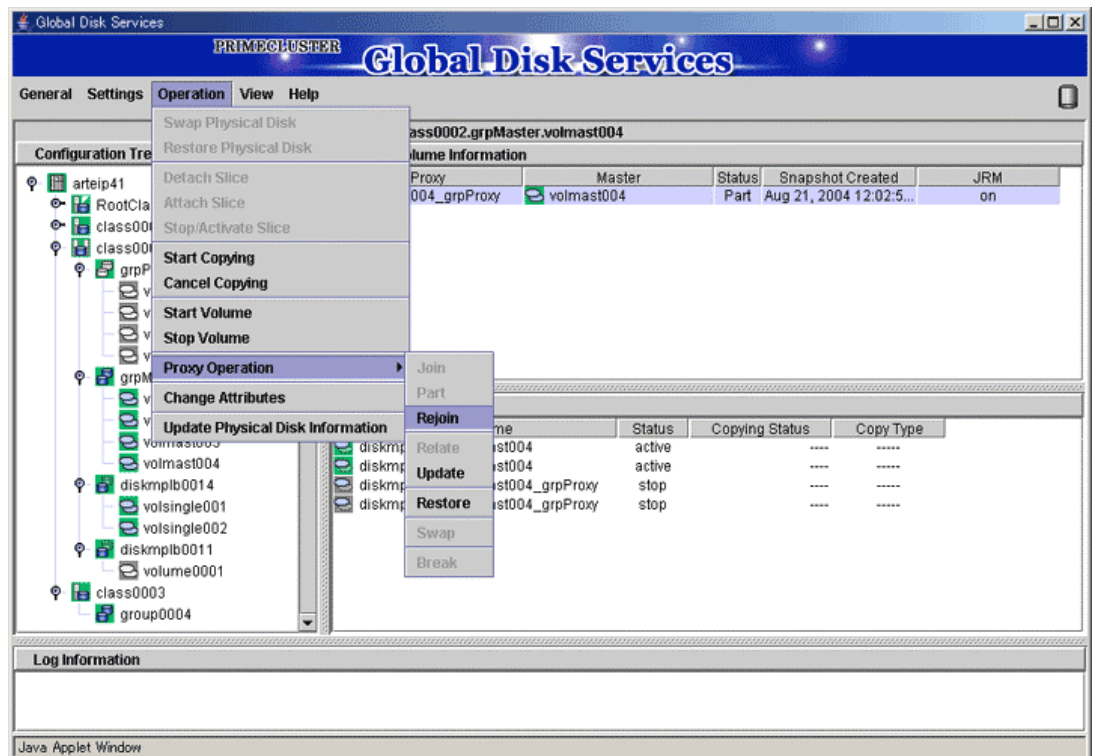 Global Disk Services
PRIMECLUSTER
Global Disk Services
General Settings Operation View Help
ass0002.grpMaster.volmast004
Configuration Tre
lume Information
arteip41
RootCla
class00
class00
grpP
v
v
v
v
grpM
v
v
volmast003
volmast004
diskmplb0014
volsingle001
volsingle002
diskmplb0011
volume0001
class0003
group0004
Swap Physical Disk
Restore Physical Disk
Detach Slice
Attach Slice
Stop/Activate Slice
Start Copying
Cancel Copying
Start Volume
Stop Volume
Proxy Operation
Change Attributes
Update Physical Disk Information
Join
Part
Rejoin
Relate
Update
Restore
Swap
Break
Proxy Master Status Snapshot Created JRM
004_grpProxy volmast004 Part Aug 21, 2004 12:02:5... on
me Status Copying Status Copy Type
diskmp st004 active ---- -----
diskmp ast004 active ---- -----
diskmp ast004_grpProxy stop ---- -----
diskmp st004_grpProxy stop ---- -----
Log Information
Java Applet Window